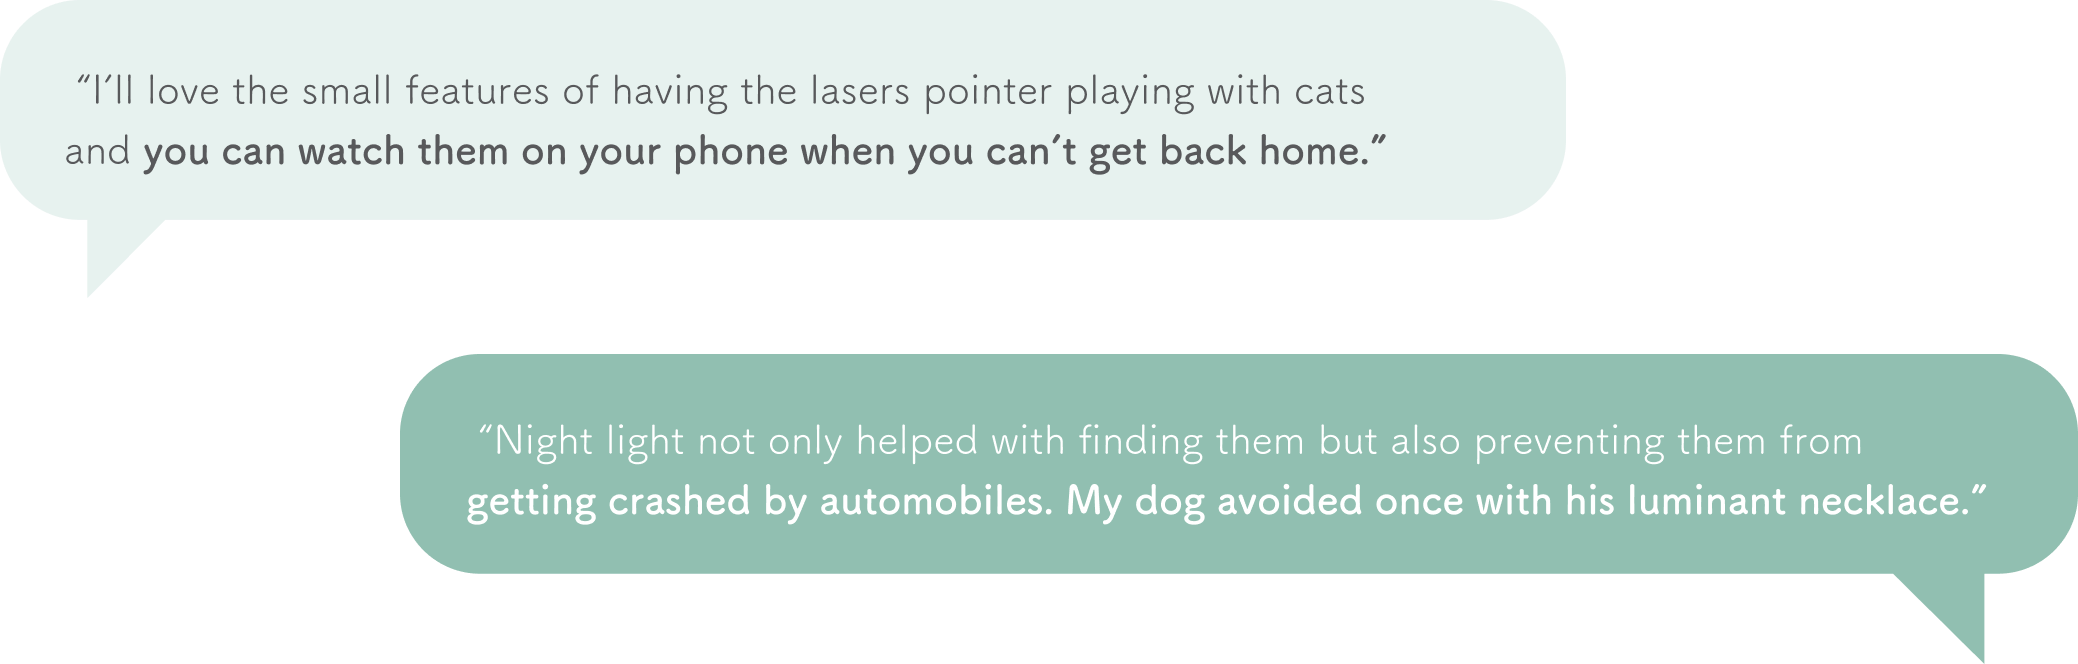 “I′ll love the small features of having the lasers pointer playing with cats
and you can watch them on your phone when you can′t get back home.”
“Night light not only helped with finding them but also preventing them from
getting crashed by automobiles. My dog avoided once with his luminant necklace.”